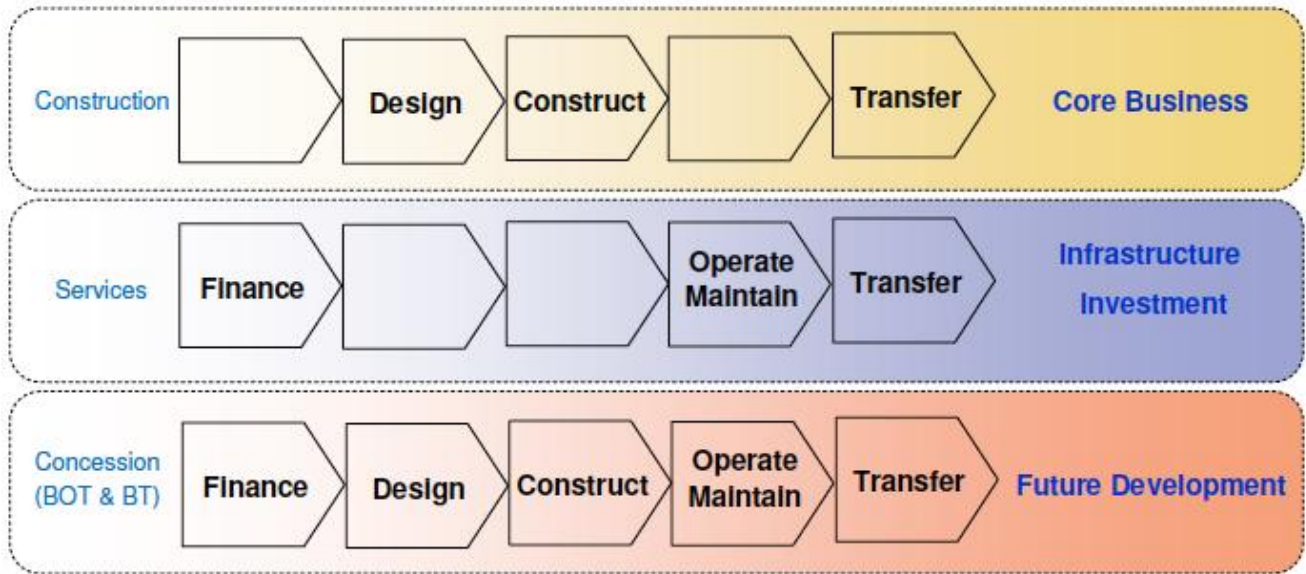 Construction
Design
Construct
Transfer
Core Business
Services
Finance
Operate
Maintain
Transfer
Infrastructure
Investment
Concession
(BOT & BT)
Finance
Design
Construct
Operate
Maintain
Transfer
Future Development